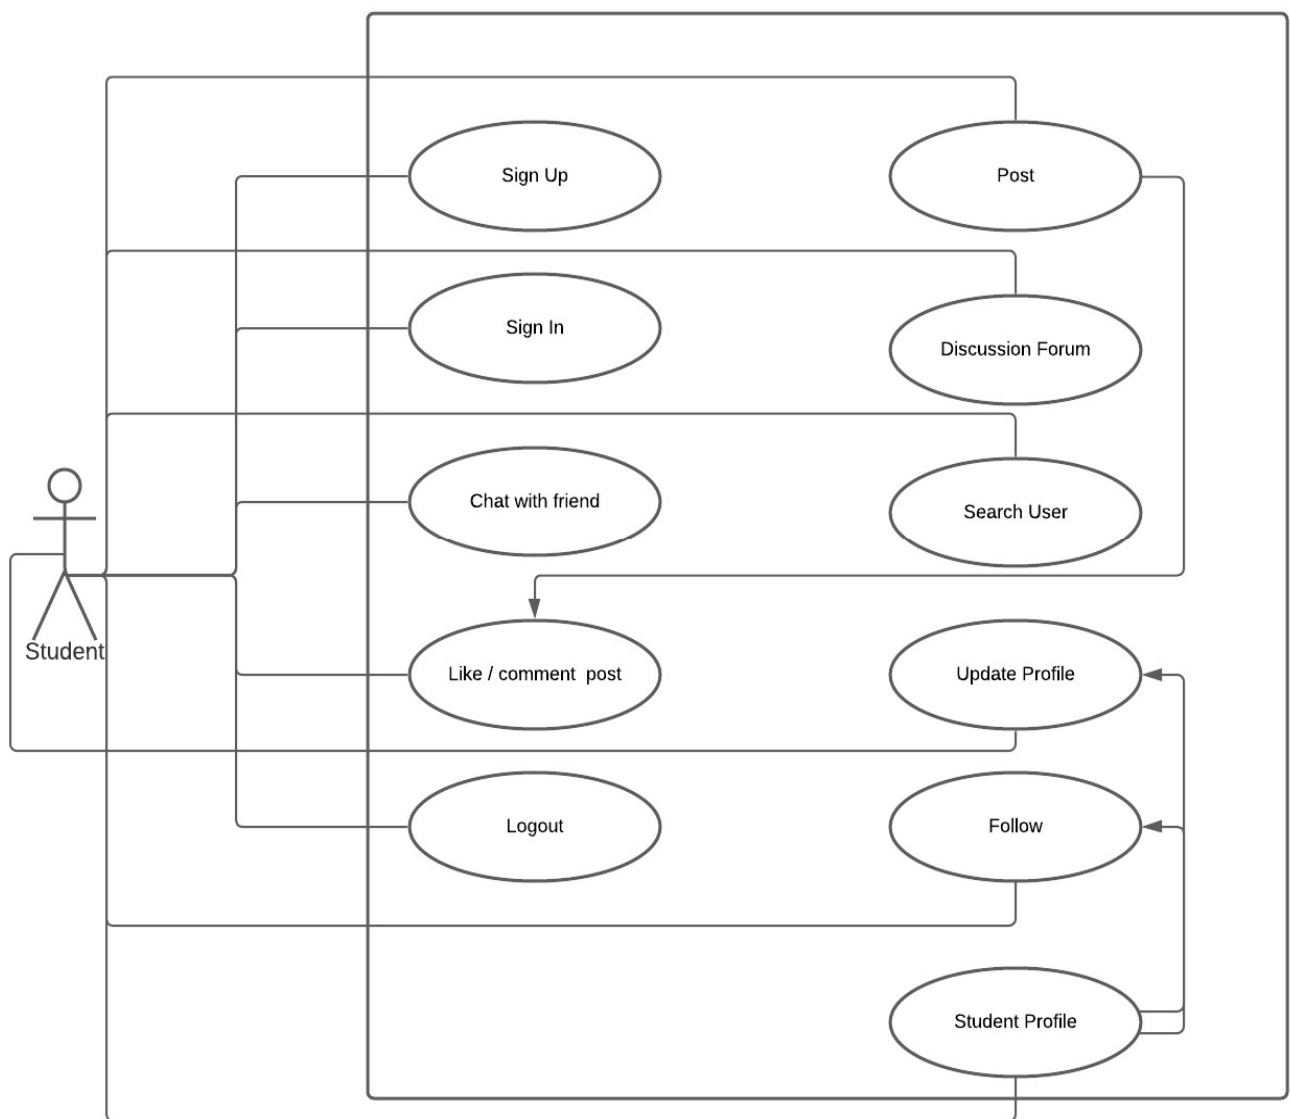 Sign Up
Post
Sign In
Discussion Forum
Chat with friend
Search User
Student
Like / comment  post
Update Profile
Logout
Follow
Student Profile